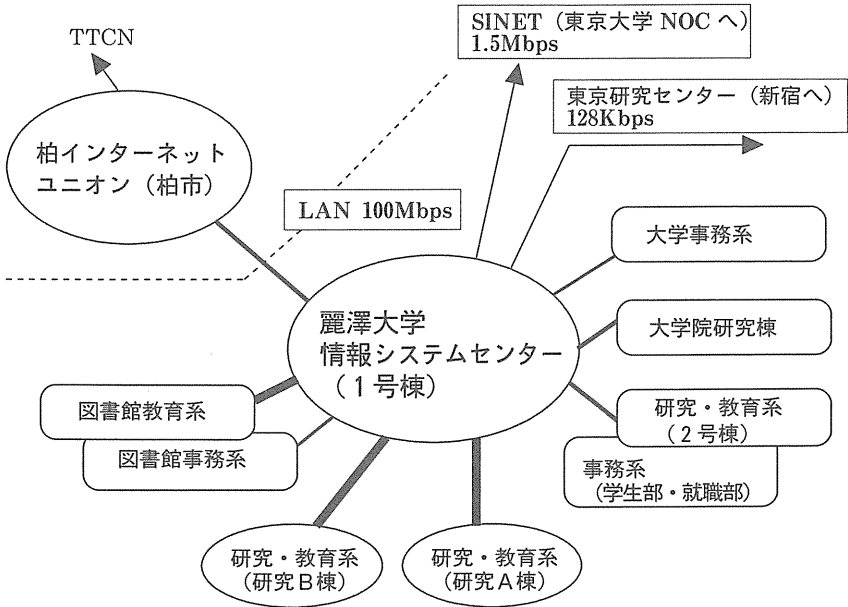 TTCN
SINET（東京大学 NOC へ）
1.5Mbps
東京研究センター（新宿へ）
128Kbps
柏インターネット
ユニオン（柏市）
LAN 100Mbps
大学事務系
麗澤大学
情報システムセンター
（1号棟）
大学院研究棟
図書館教育系
図書館事務系
研究・教育系
（2号棟）
事務系
（学生部・就職部）
研究・教育系
（研究B棟）
研究・教育系
（研究A棟）